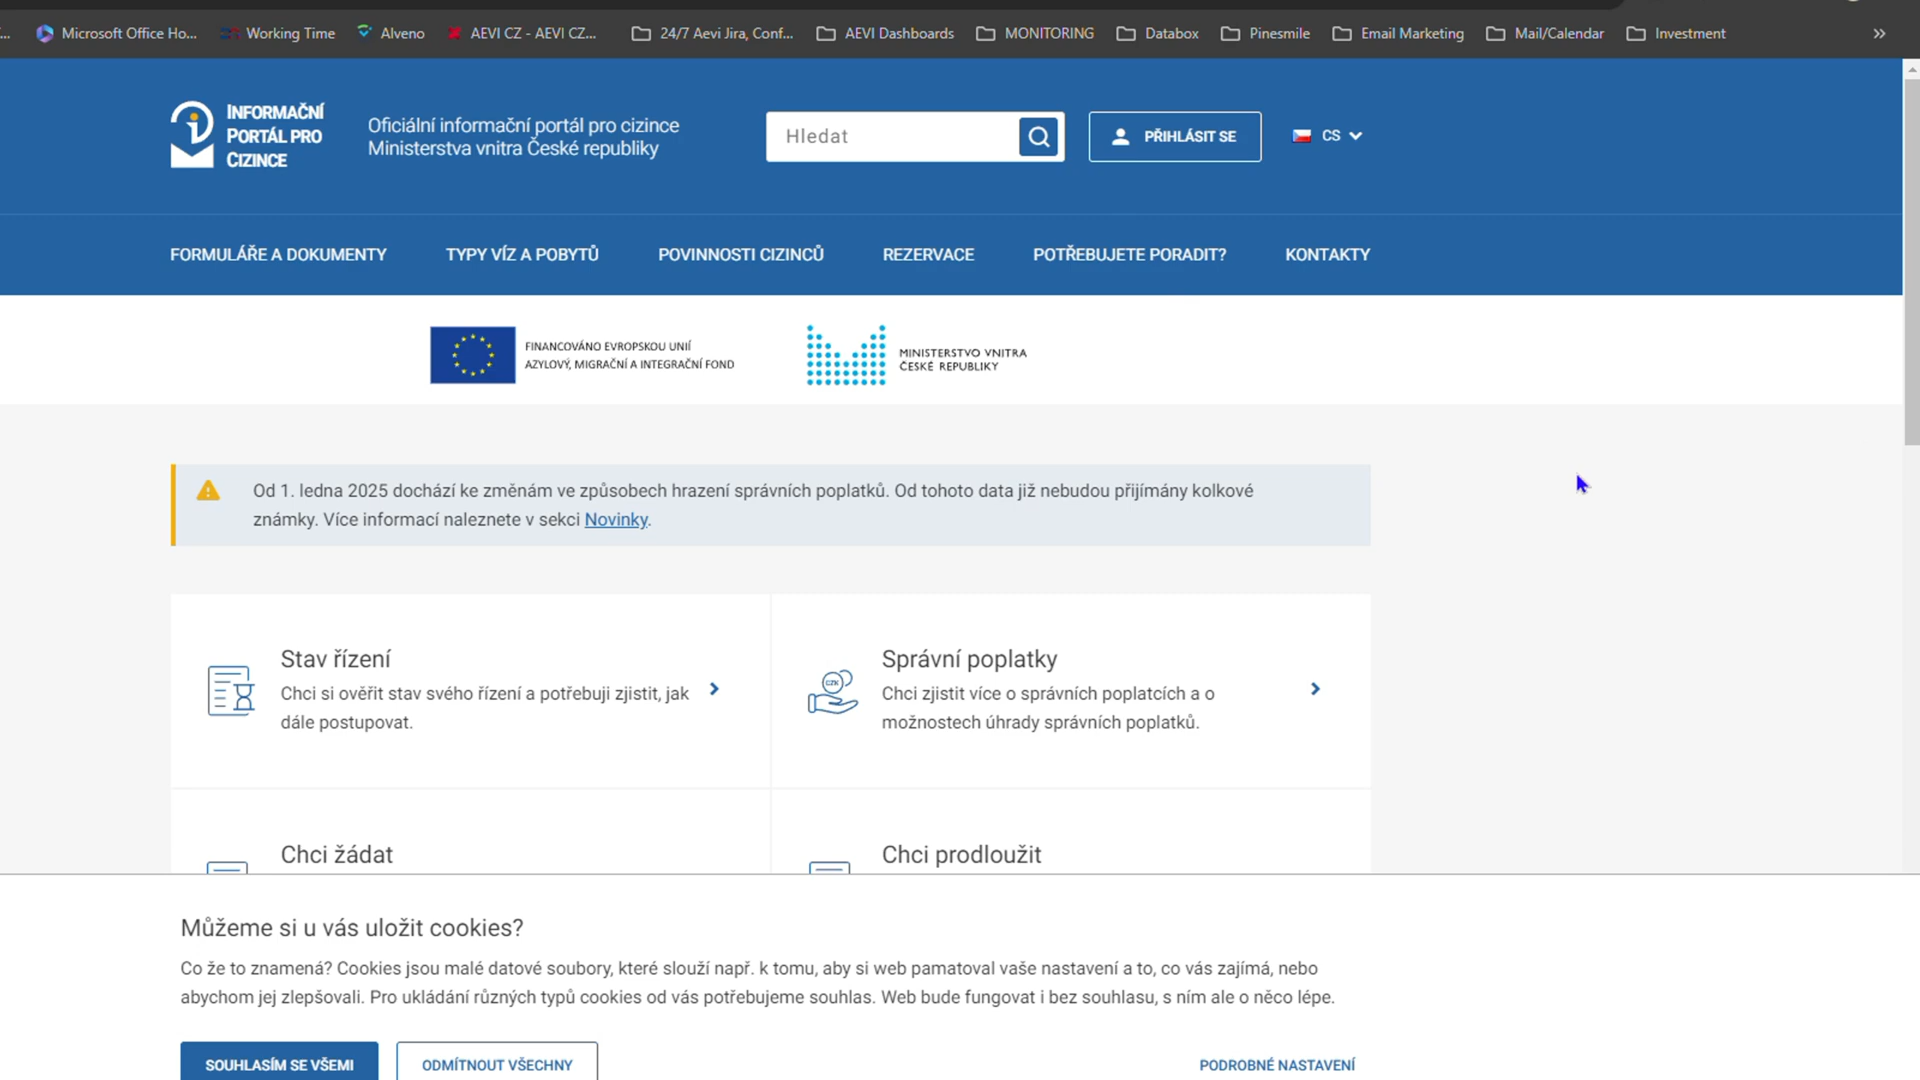 Microsoft Office Ho...
Working Time
Alveno
AEVI CZ - AEVI CZ...
24/7 Aevi Jira, Conf...
AEVI Dashboards
MONITORING
Databox
Pinesmile
Email Marketing
Mail/Calendar
Investment
INFORMAČNÍ
PORTÁL PRO
CIZINCE
Oficiální informační portál pro cizince
Ministerstva vnitra České republiky
Hledat
PŘIHLÁSIT SE
CS
FORMULÁŘE A DOKUMENTY
TYPY VÍZ A POBYTŮ
POVINNOSTI CIZINCŮ
REZERVACE
POTŘEBUJETE PORADIT?
KONTAKTY
FINANCOVÁNO EVROPSKOU UNIÍ
AZYLOVÝ, MIGRAČNÍ A INTEGRAČNÍ FOND
MINISTERSTVO VNITRA
ČESKÉ REPUBLIKY
Od 1. ledna 2025 dochází ke změnám ve způsobech hrazení správních poplatků. Od tohoto data již nebudou přijímány kolkové
známky. Více informací naleznete v sekci Novinky.
Stav řízení
Chci si ověřit stav svého řízení a potřebuji zjistit, jak
dále postupovat.
CZK
Správní poplatky
Chci zjistit více o správních poplatcích a o
možnostech úhrady správních poplatků.
Chci žádat
Chci prodloužit
Můžeme si u vás uložit cookies?
Co že to znamená? Cookies jsou malé datové soubory, které slouží např. k tomu, aby si web pamatoval vaše nastavení a to, co vás zajímá, nebo
abychom jej zlepšovali. Pro ukládání různých typů cookies od vás potřebujeme souhlas. Web bude fungovat i bez souhlasu, s ním ale o něco lépe.
SOUHLASÍM SE VŠEMI
ODMÍTNOUT VŠECHNY
PODROBNÉ NASTAVENÍ